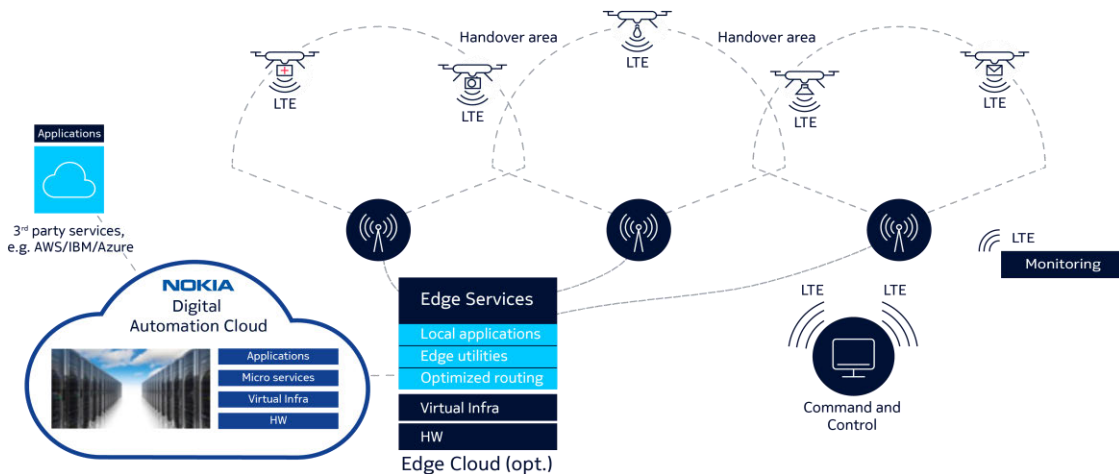 Handover area
Handover area
LTE
LTE
LTE
LTE
LTE
Applications
3rd party services,
e.g. AWS/IBM/Azure
NOKIA
Digital
Automation Cloud
Applications
Micro services
Virtual Infra
HW
Edge Services
Local applications
Edge utilities
Optimized routing
Virtual Infra
HW
Edge Cloud (opt.)
LTE
Monitoring
LTE
LTE
Command and
Control